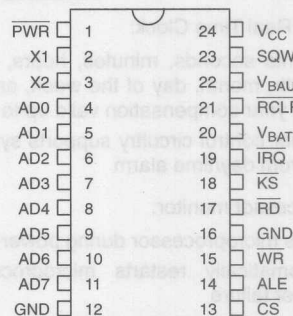 PWR 1 24 VCC
X1 2 23 SQW
X2 3 22 VBAU
AD0 4 21 RCLR
AD1 5 20 VBAT
AD2 6 19 IRQ
AD3 7 18 KS
AD4 8 17 RD
AD5 9 16 GND
AD6 10 15 WR
AD7 11 14 ALE
GND 12 13 CS